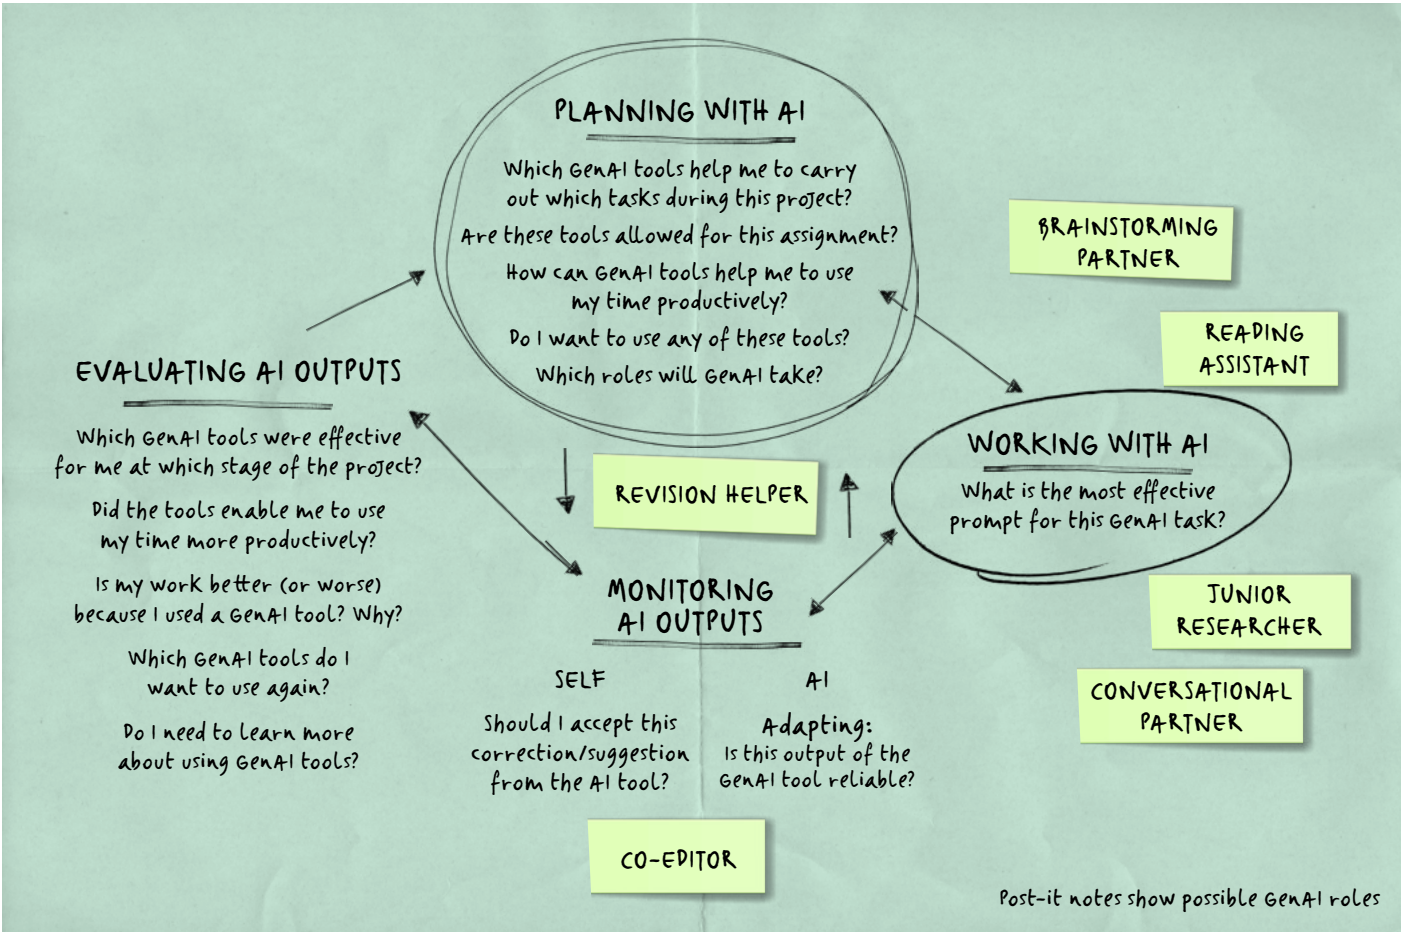 PLANNING WITH AI
Which GenAI tools help me to carry
out which tasks during this project?
Are these tools allowed for this assignment?
How can GenAI tools help me to use
my time productively?
Do I want to use any of these tools?
Which roles will GenAI take?
BRAINSTORMING
PARTNER
READING
ASSISTANT
EVALUATING AI OUTPUTS
Which GenAI tools were effective
for me at which stage of the project?
Did the tools enable me to use
my time more productively?
Is my work better (or worse)
because I used a GenAI tool? Why?
Which GenAI tools do I
want to use again?
Do I need to learn more
about using GenAI tools?
REVISION HELPER
WORKING WITH AI
What is the most effective
prompt for this GenAI task?
MONITORING
AI OUTPUTS
SELF
Should I accept this
correction/suggestion
from the AI tool?
AI
Adapting:
Is this output of the
GenAI tool reliable?
JUNIOR
RESEARCHER
CONVERSATIONAL
PARTNER
CO-EDITOR
Post-it notes show possible GenAI roles